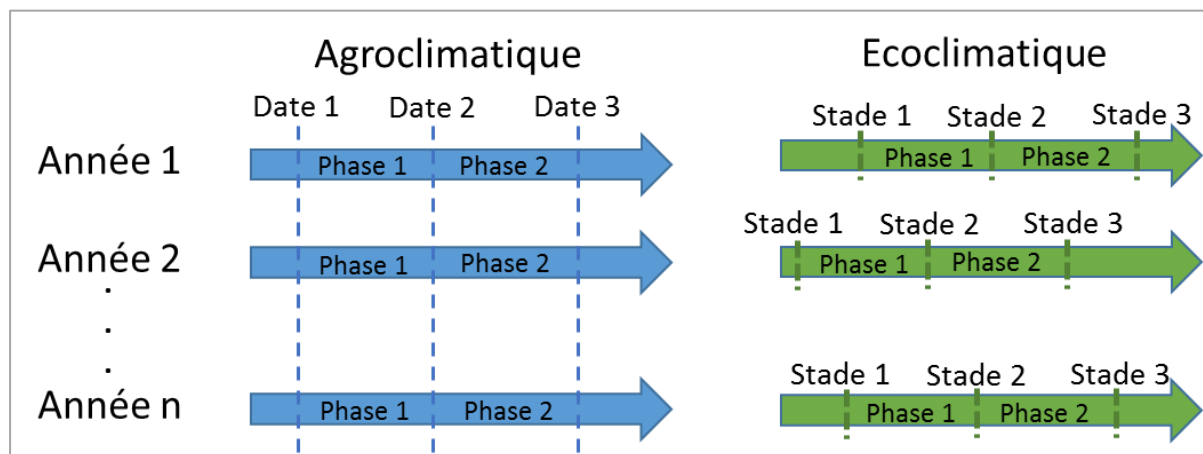 Agroclimatique
Ecoclimatique
Date 1 Date 2 Date 3
Stade 1 Stade 2 Stade 3
Année 1
Phase 1 Phase 2
Phase 1 Phase 2
Stade 1 Stade 2 Stade 3
Année 2
Phase 1 Phase 2
Phase 1 Phase 2
.
.
.
Stade 1 Stade 2 Stade 3
Année n
Phase 1 Phase 2
Phase 1 Phase 2